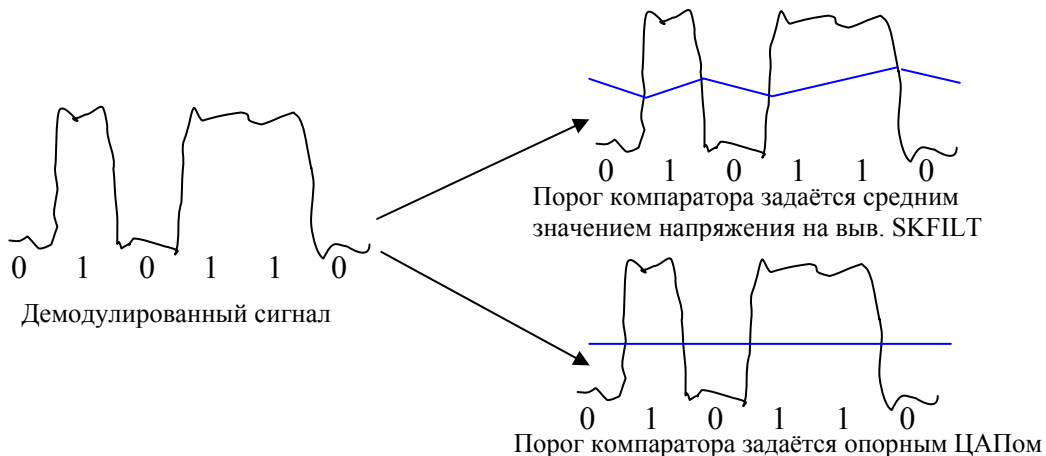 0 1 0 1 1 0
Демодулированный сигнал
0 1 0 1 1 0
Порог компаратора задаётся средним
значением напряжения на выв. SKFILT
0 1 0 1 1 0
Порог компаратора задаётся опорным ЦАПом